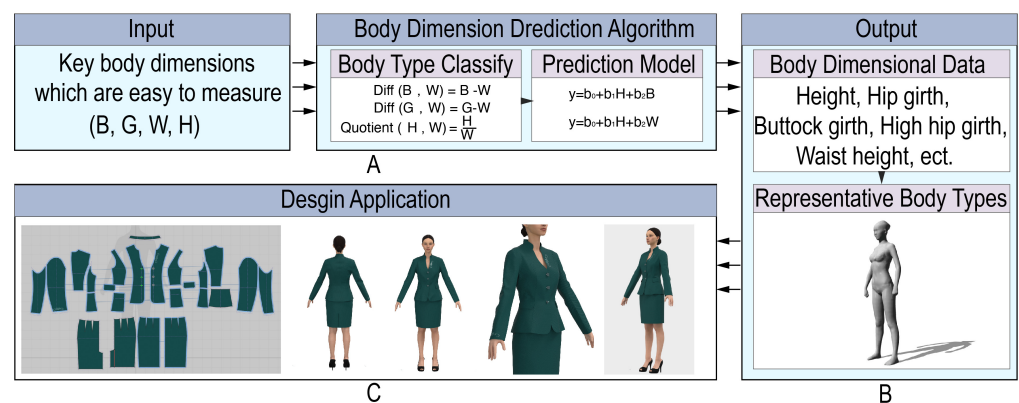 Input
Key body dimensions
which are easy to measure
(B, G, W, H)
Body Dimension Drediction Algorithm
Body Type Classify
Diff (B , W) = B -W
Diff (G , W) = G-W
Quotient ( H , W) = H/W
Prediction Model
y=b₀+b₁H+b₂B
y=b₀+b₁H+b₂W
A
Output
Body Dimensional Data
Height, Hip girth,
Buttock girth, High hip girth,
Waist height, ect.
Representative Body Types
B
Desgin Application
C